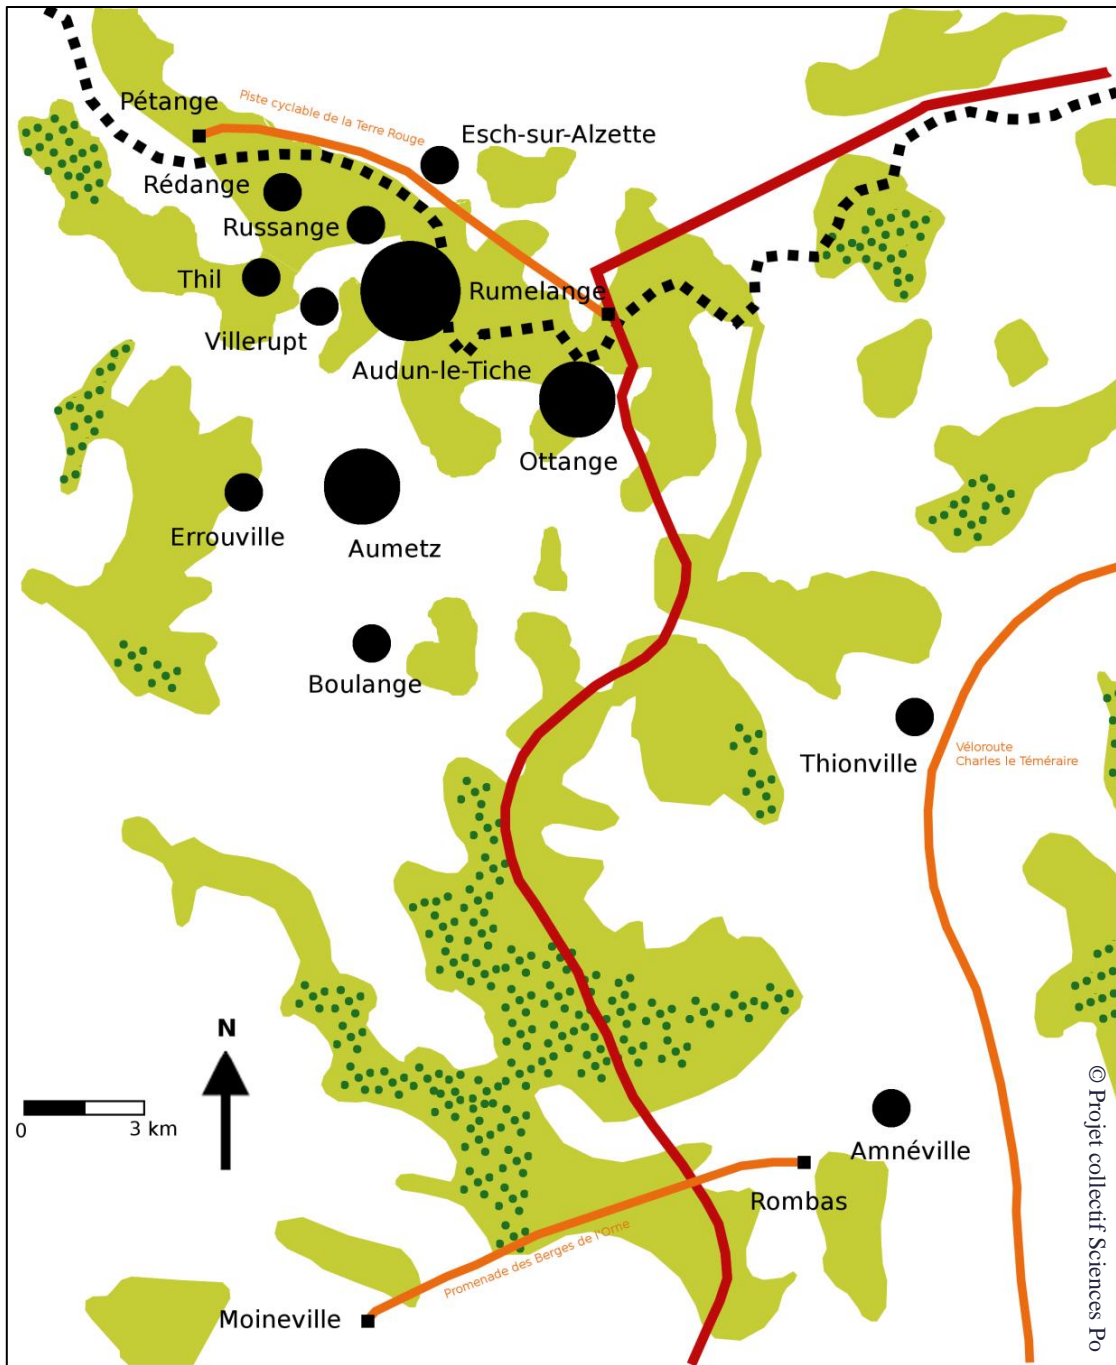 Pétange
Piste cyclable de la Terre Rouge
Esch-sur-Alzette
Rédange
Russange
Thil
Rumelange
Villerupt
Audun-le-Tiche
Ottange
Errouville
Aumetz
Boulange
Thionville
Véloroute
Charles le Téméraire
N
0
3 km
Amnéville
Rombas
Promenade des Berges de l'Orne
Moineville
© Projet collectif Sciences Po